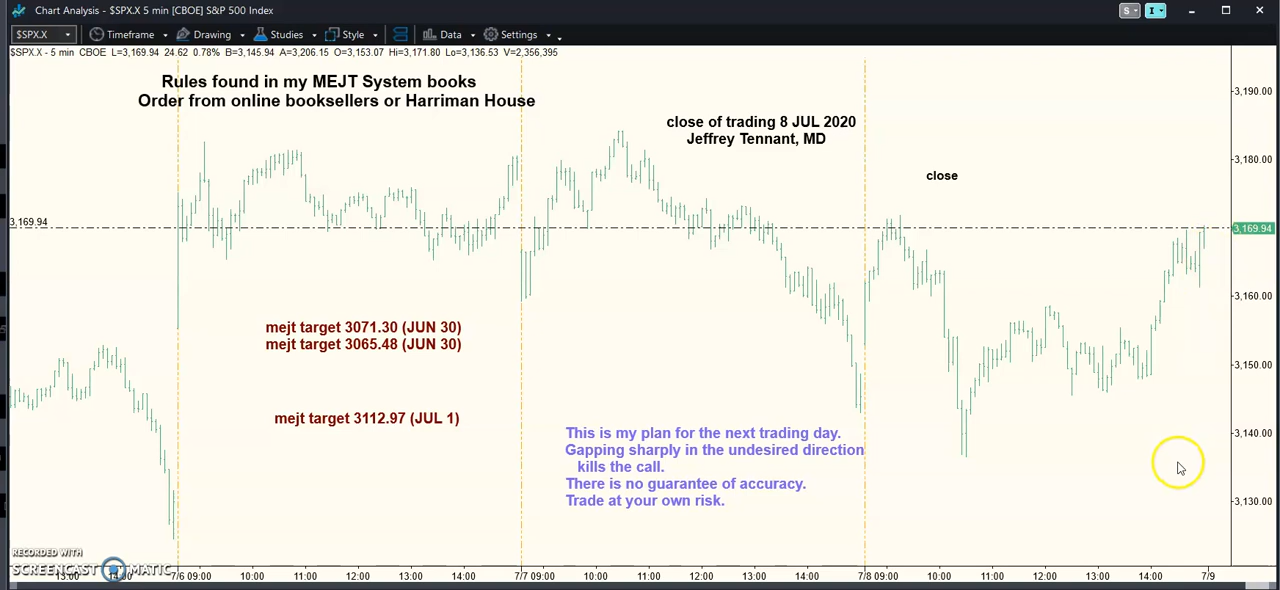 Chart Analysis - $SPX.X 5 min [CBOE] S&P 500 Index
S
I
$SPX.X
Timeframe
Drawing
Studies
Style
Data
Settings
$SPX.X - 5 min CBOE L=3,169.94 24.62 0.78% B=3,145.94 A=3,206.15 O=3,153.07 Hi=3,171.80 Lo=3,136.53 V=2,356,395
Rules found in my MEJT System books
Order from online booksellers or Harriman House
close of trading 8 JUL 2020
Jeffrey Tennant, MD
close
3,169.94
mejt target 3071.30 (JUN 30)
mejt target 3065.48 (JUN 30)
mejt target 3112.97 (JUL 1)
This is my plan for the next trading day.
Gapping sharply in the undesired direction
kills the call.
There is no guarantee of accuracy.
Trade at your own risk.
3,190.00
3,180.00
3,169.94
3,160.00
3,150.00
3,140.00
3,130.00
RECORDED WITH
SCREENCAST MATIC
13:00 14:00 7/6 09:00 10:00 11:00 12:00 13:00 14:00 7/7 09:00 10:00 11:00 12:00 13:00 14:00 7/8 09:00 10:00 11:00 12:00 13:00 14:00 7/9